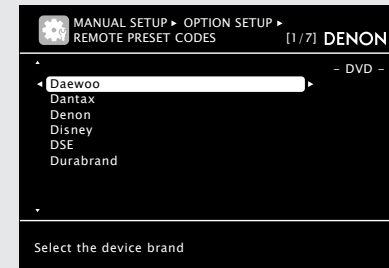 MANUAL SETUP ▸ OPTION SETUP ▸
REMOTE PRESET CODES [1/7] DENON
– DVD –
Daewoo
Dantax
Denon
Disney
DSE
Durabrand
Select the device brand